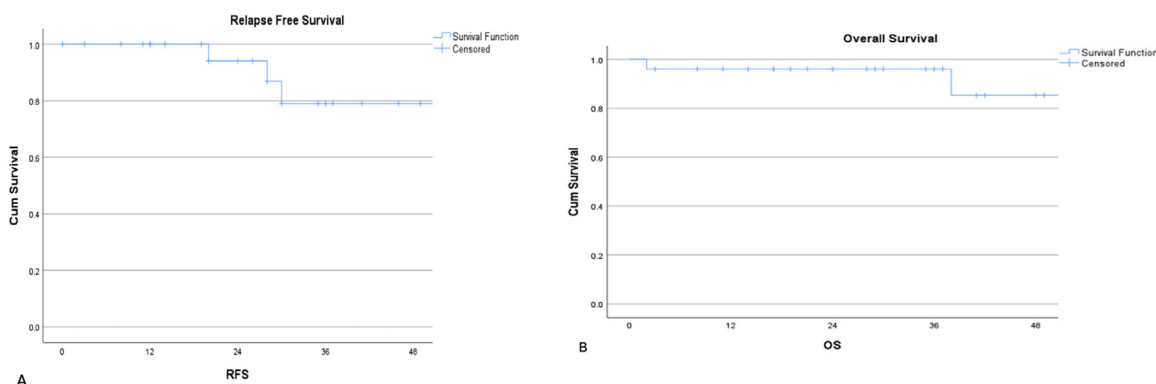 Relapse Free Survival
Survival Function
Censored
Cum Survival
1.0
0.8
0.6
0.4
0.2
0.0
0 12 24 36 48
RFS
A
Overall Survival
Survival Function
Censored
Cum Survival
1.0
0.8
0.6
0.4
0.2
0.0
0 12 24 36 48
OS
B